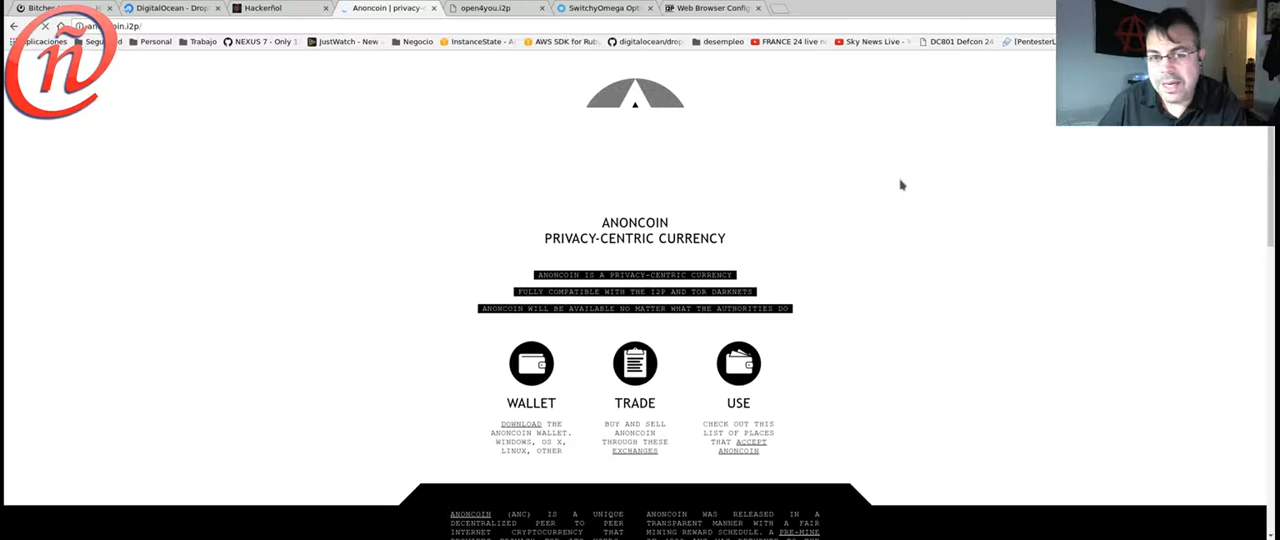 Bitcher
DigitalOcean - Drop
Hackerñol
Anoncoin | privacy-c
open4you.i2p
SwitchyOmega Opti
Web Browser Config
anoncoin.i2p/
Personal
Trabajo
NEXUS 7 - Only 1
JustWatch - New
Negocio
InstanceState - A
AWS SDK for Ruby
digitalocean/drop
desempleo
FRANCE 24 live n
Sky News Live -
DC801 Defcon 24
[PentesterL
@ñ
ANONCOIN
PRIVACY-CENTRIC CURRENCY
ANONCOIN IS A PRIVACY-CENTRIC CURRENCY
FULLY COMPATIBLE WITH THE I2P AND TOR DARKNETS
ANONCOIN WILL BE AVAILABLE NO MATTER WHAT THE AUTHORITIES DO
WALLET
DOWNLOAD THE
ANONCOIN WALLET.
WINDOWS, OS X,
LINUX, OTHER
TRADE
BUY AND SELL
ANONCOIN
THROUGH THESE
EXCHANGES
USE
CHECK OUT THIS
LIST OF PLACES
THAT ACCEPT
ANONCOIN
ANONCOIN (ANC) IS A UNIQUE
DECENTRALIZED PEER TO PEER
INTERNET CRYPTOCURRENCY THAT
ANONCOIN WAS RELEASED IN A
TRANSPARENT MANNER WITH A FAIR
MINING REWARD SCHEDULE. A PRE-MINE